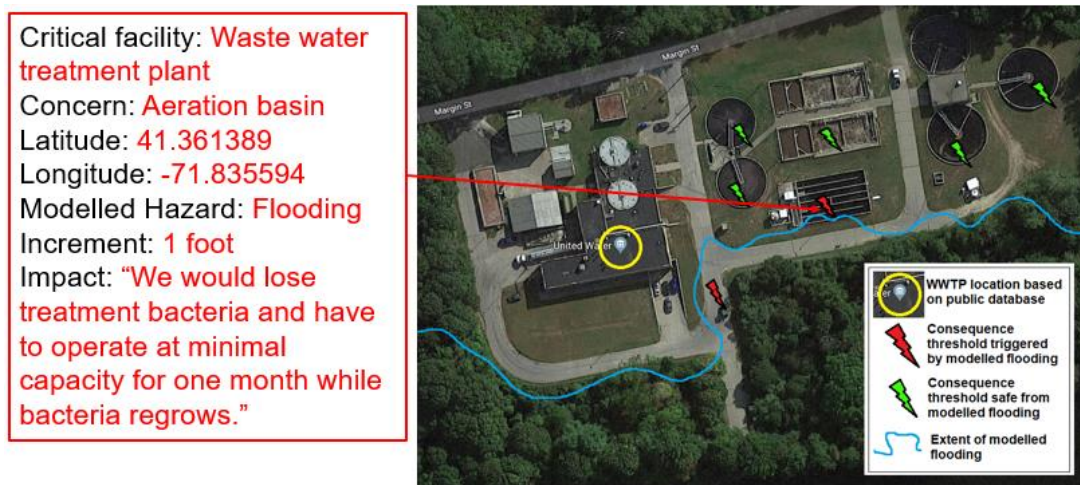 Critical facility: Waste water
treatment plant
Concern: Aeration basin
Latitude: 41.361389
Longitude: -71.835594
Modelled Hazard: Flooding
Increment: 1 foot
Impact: “We would lose
treatment bacteria and have
to operate at minimal
capacity for one month while
bacteria regrows.”
Margin St
Margin St
United Water
WWTP location based
on public database
Consequence
threshold triggered
by modelled flooding
Consequence
threshold safe from
modelled flooding
Extent of modelled
flooding